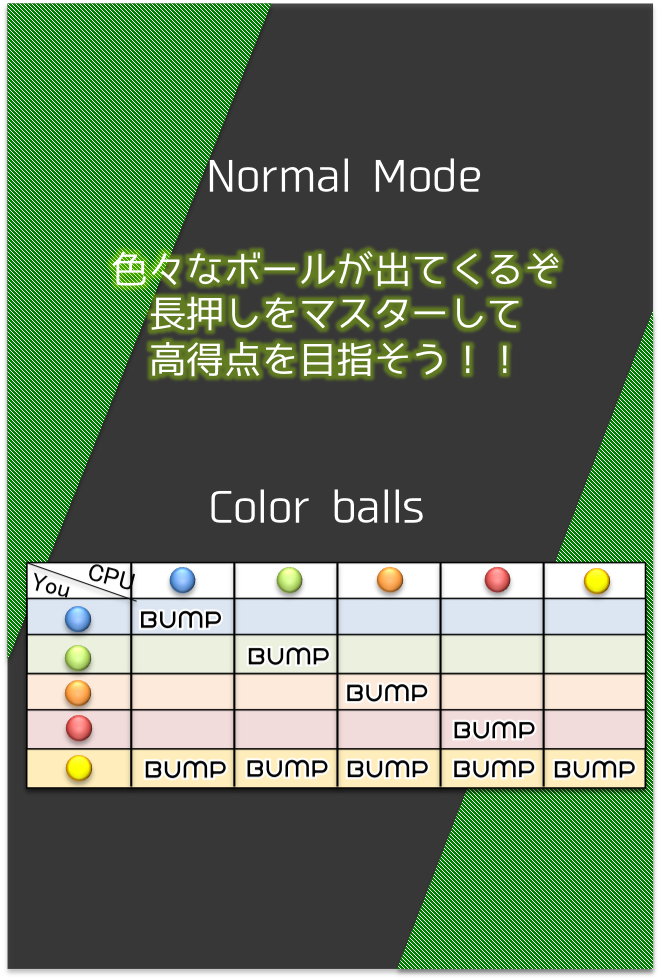 Normal Mode
色々なボールが出てくるぞ
長押しをマスターして
高得点を目指そう！！
Color balls
CPU
You
BUMP
BUMP
BUMP
BUMP
BUMP BUMP BUMP BUMP BUMP